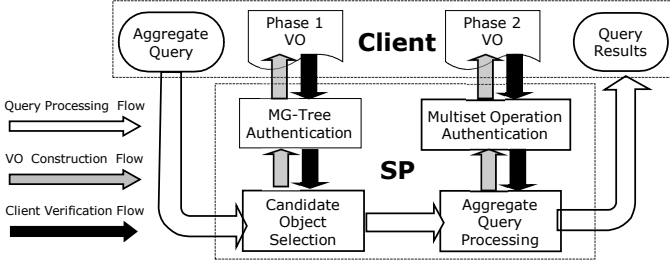 Aggregate
Query
Phase 1
VO
Client
Phase 2
VO
Query
Results
Query Processing Flow
VO Construction Flow
Client Verification Flow
MG-Tree
Authentication
Multiset Operation
Authentication
SP
Candidate
Object
Selection
Aggregate
Query
Processing